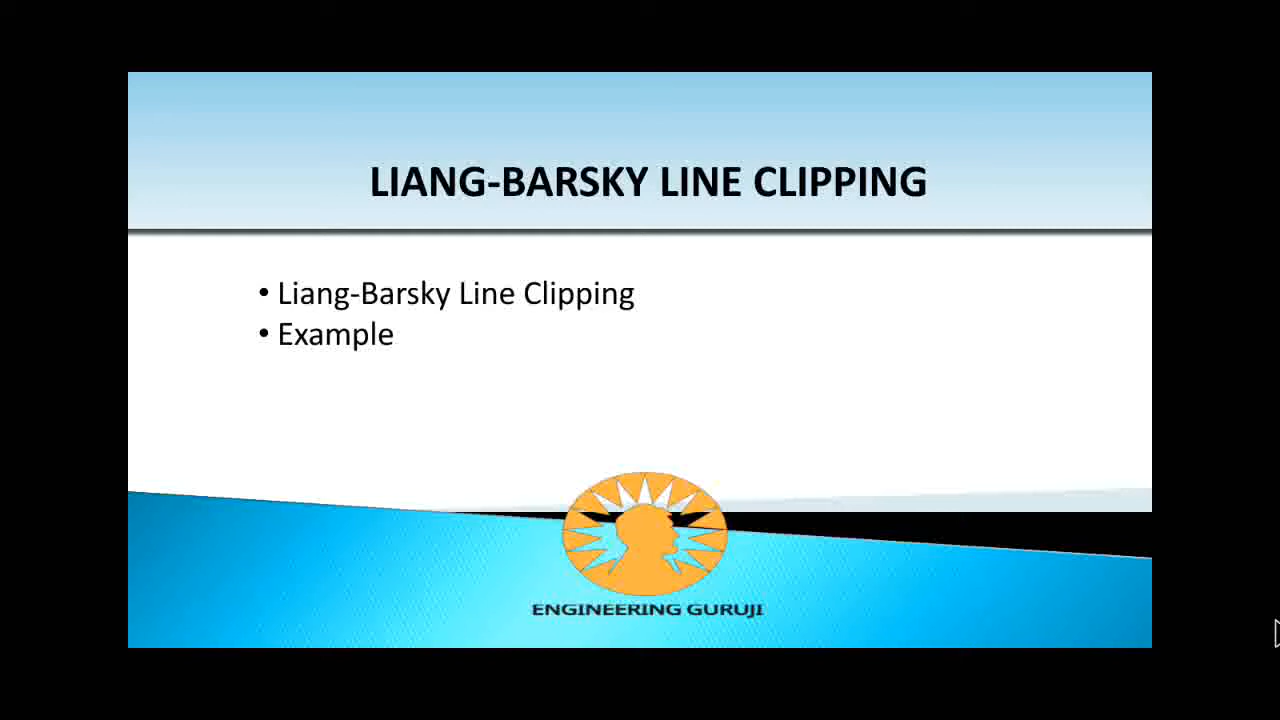 LIANG-BARSKY LINE CLIPPING
• Liang-Barsky Line Clipping
• Example
ENGINEERING GURUJI